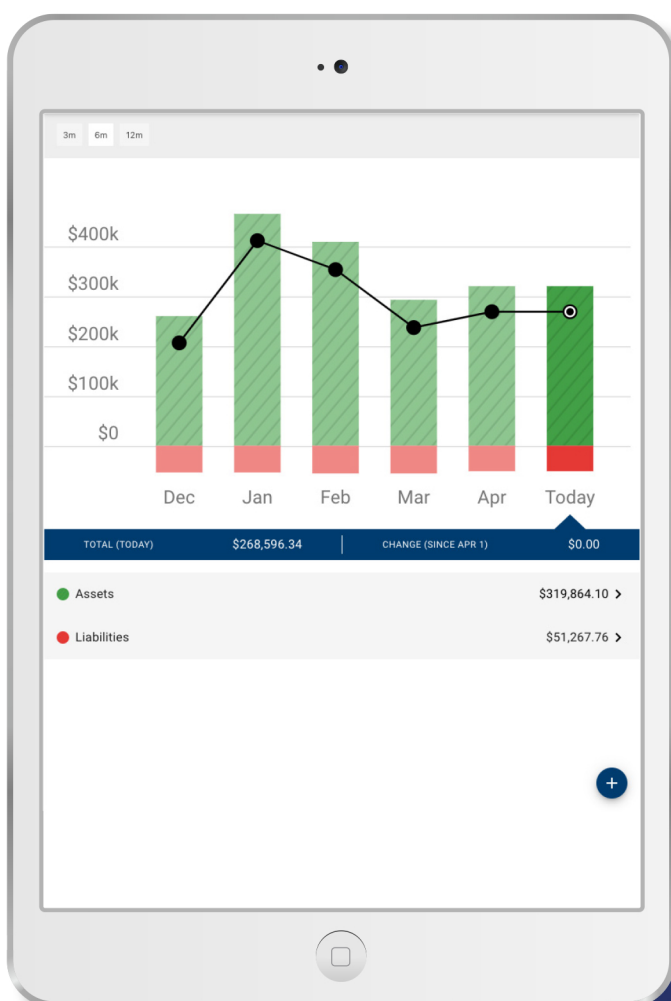 3m 6m 12m
$400k
$300k
$200k
$100k
$0
Dec Jan Feb Mar Apr Today
TOTAL (TODAY) $268,596.34 CHANGE (SINCE APR 1) $0.00
Assets $319,864.10
Liabilities $51,267.76